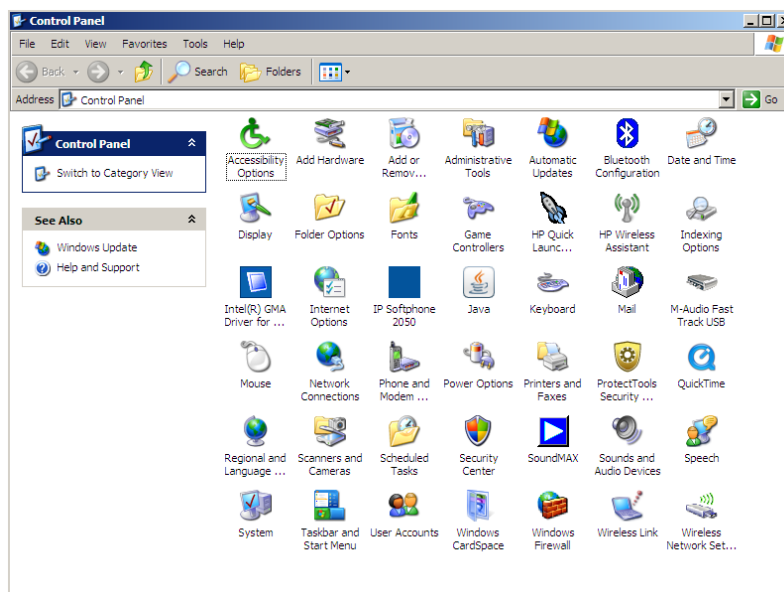 Control Panel
File Edit View Favorites Tools Help
Back Search Folders
Address Control Panel Go
Control Panel
Switch to Category View
See Also
Windows Update
Help and Support
Accessibility Options
Add Hardware
Add or Remov...
Administrative Tools
Automatic Updates
Bluetooth Configuration
Date and Time
Display
Folder Options
Fonts
Game Controllers
HP Quick Launc...
HP Wireless Assistant
Indexing Options
Intel(R) GMA Driver for ...
Internet Options
IP Softphone 2050
Java
Keyboard
Mail
M-Audio Fast Track USB
Mouse
Network Connections
Phone and Modem ...
Power Options
Printers and Faxes
ProtectTools Security ...
QuickTime
Regional and Language ...
Scanners and Cameras
Scheduled Tasks
Security Center
SoundMAX
Sounds and Audio Devices
Speech
System
Taskbar and Start Menu
User Accounts
Windows CardSpace
Windows Firewall
Wireless Link
Wireless Network Set...